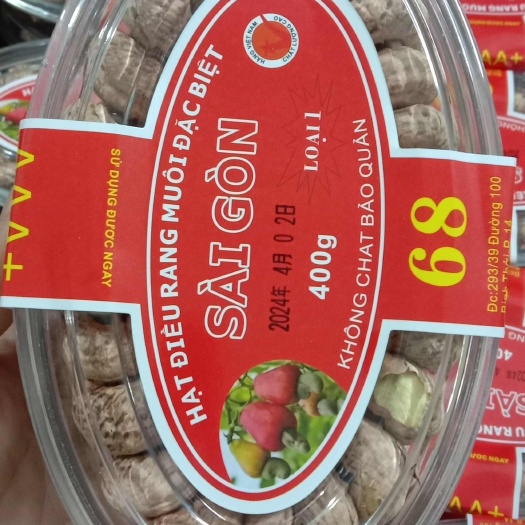 HẠT ĐIỀU RANG MUÔI ĐẶC BIỆT
SÀI GÒN
LOẠI 1
2024年 4月 0 2日
400g
KHÔNG CHAT BẢO QUẢN
HÀNG VIỆT NAM
CHẤT LƯỢNG CAO
+VVV
SỬ DỤNG ĐƯỢC NGAY
68
Đc:293/39 Đường 100